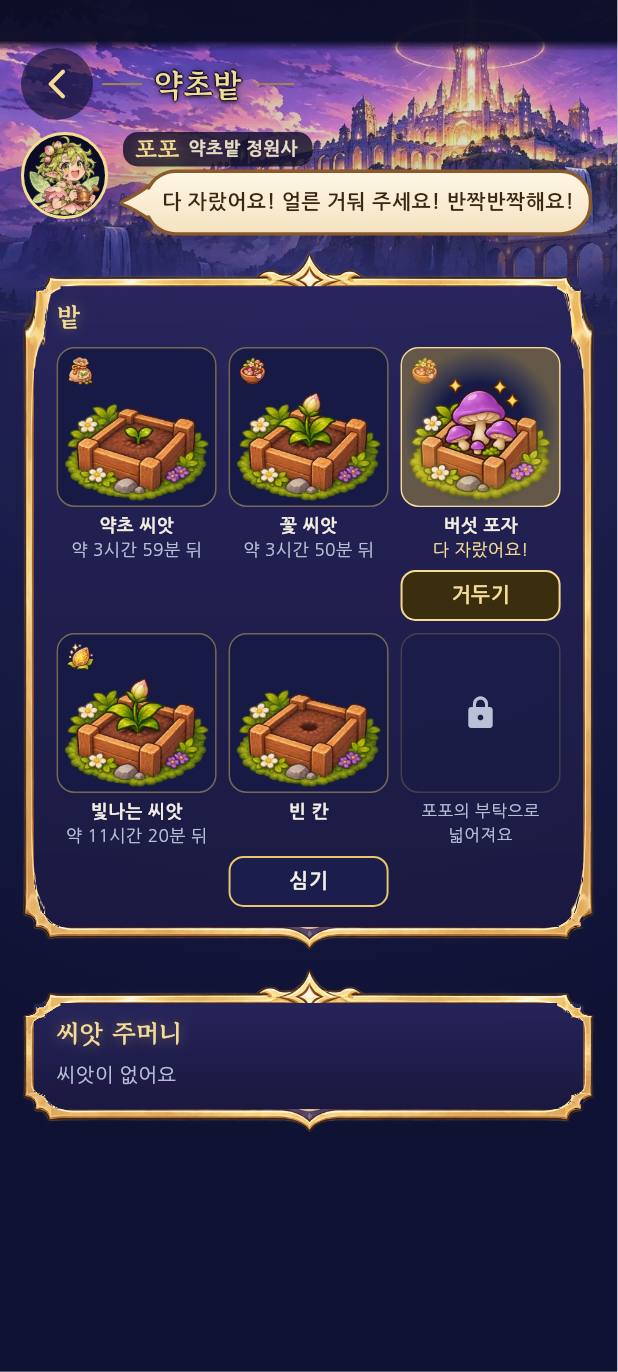 약초밭
포포 약초밭 정원사
다 자랐어요! 얼른 거둬 주세요! 반짝반짝해요!
밭
약초 씨앗
약 3시간 59분 뒤
꽃 씨앗
약 3시간 50분 뒤
버섯 포자
다 자랐어요!
거두기
빛나는 씨앗
약 11시간 20분 뒤
빈 칸
심기
포포의 부탁으로
넓어져요
씨앗 주머니
씨앗이 없어요